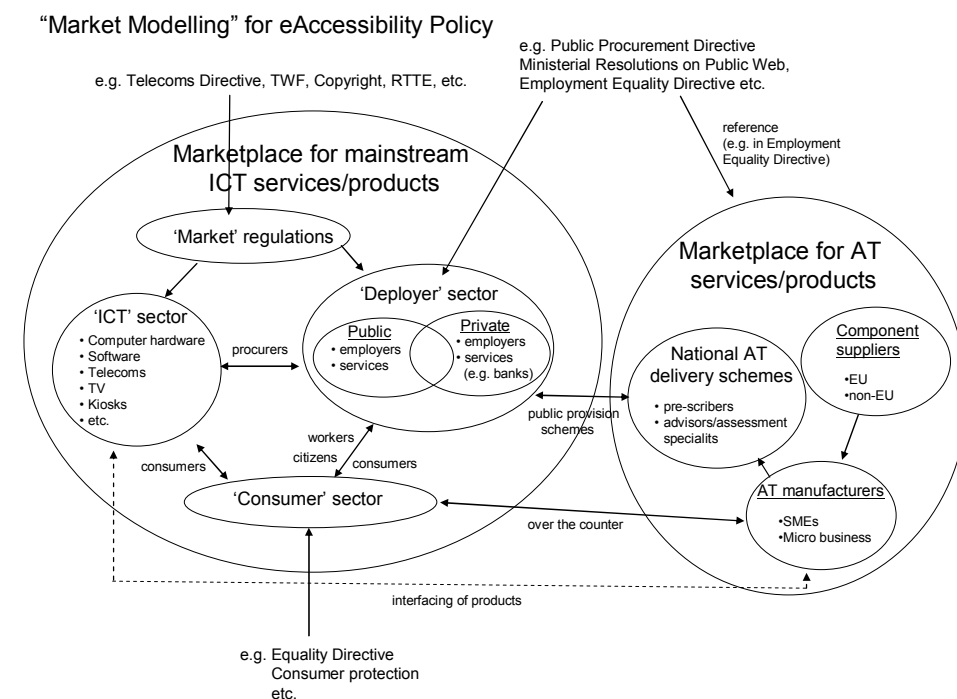 “Market Modelling” for eAccessibility Policy
e.g. Public Procurement Directive
Ministerial Resolutions on Public Web,
Employment Equality Directive etc.
e.g. Telecoms Directive, TWF, Copyright, RTTE, etc.
reference
(e.g. in Employment
Equality Directive)
Marketplace for mainstream
ICT services/products
‘Market’ regulations
Marketplace for AT
services/products
‘Deployer’ sector
Public
• employers
• services
Private
• employers
• services
(e.g. banks)
‘ICT’ sector
• Computer hardware
• Software
• Telecoms
• TV
• Kiosks
• etc.
procurers
National AT
delivery schemes
• pre-scribers
• advisors/assessment
specialits
Component
suppliers
•EU
•non-EU
public provision
schemes
workers
citizens
consumers
consumers
‘Consumer’ sector
AT manufacturers
•SMEs
•Micro business
over the counter
interfacing of products
e.g. Equality Directive
Consumer protection
etc.